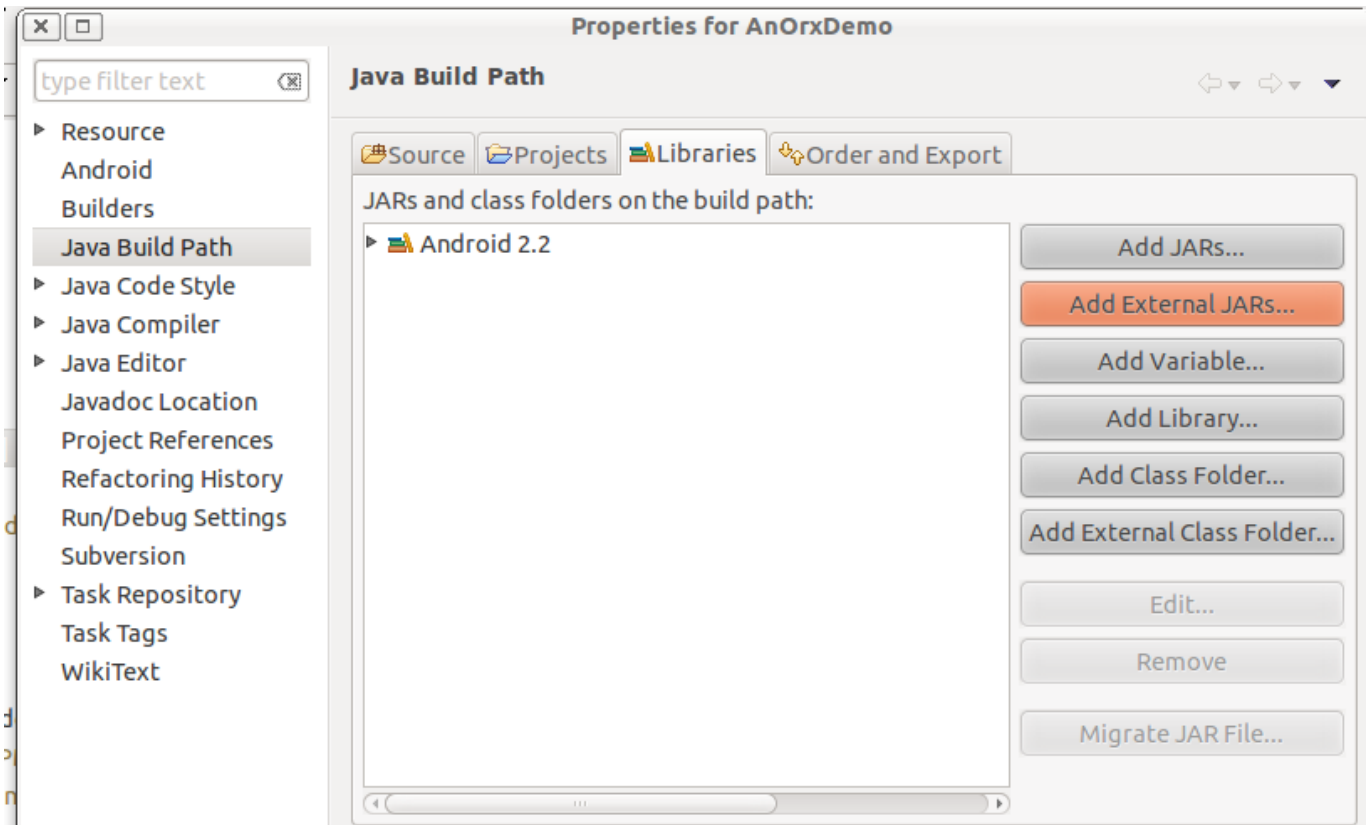 Properties for AnOrxDemo
type filter text
Resource
Android
Builders
Java Build Path
Java Code Style
Java Compiler
Java Editor
Javadoc Location
Project References
Refactoring History
Run/Debug Settings
Subversion
Task Repository
Task Tags
WikiText
Java Build Path
Source Projects Libraries Order and Export
JARs and class folders on the build path:
Android 2.2
Add JARs...
Add External JARs...
Add Variable...
Add Library...
Add Class Folder...
Add External Class Folder...
Edit...
Remove
Migrate JAR File...